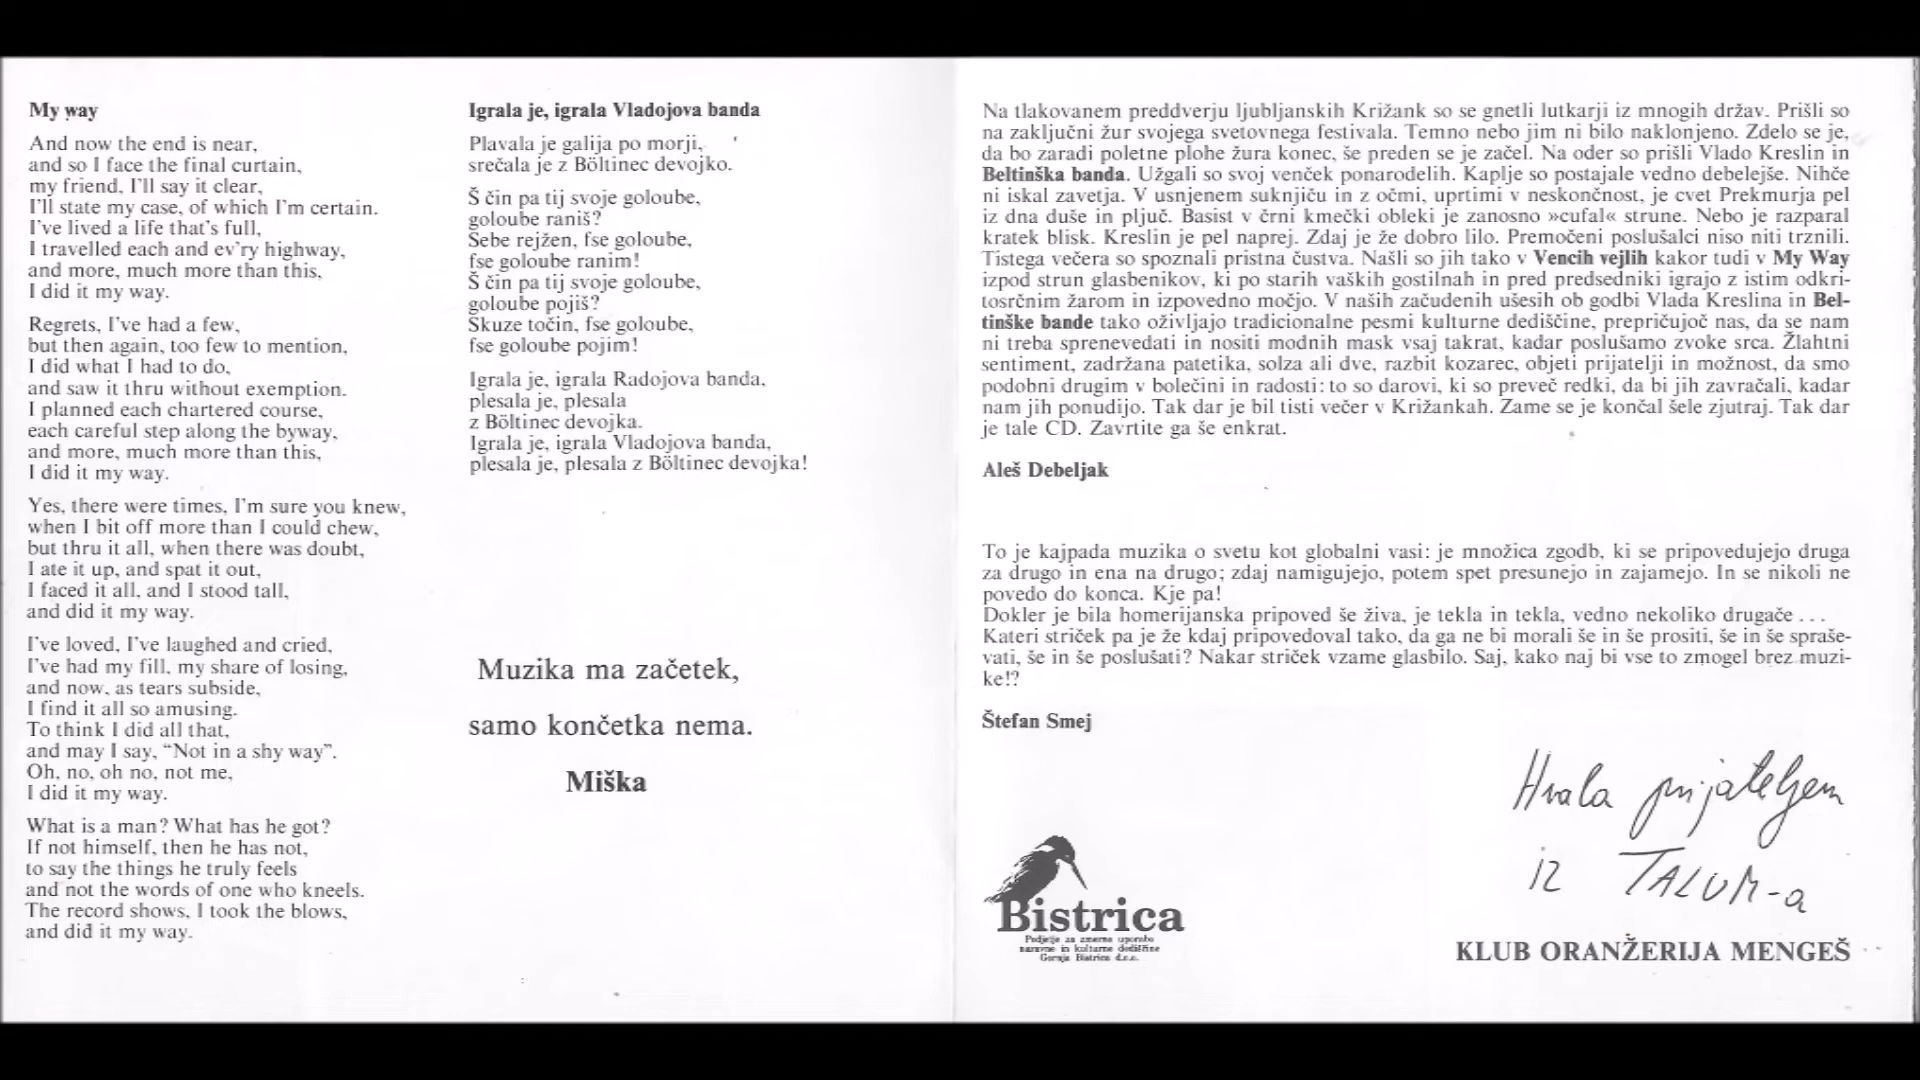 My way
And now the end is near,
and so I face the final curtain,
my friend, I'll say it clear,
I'll state my case, of which I'm certain.
I've lived a life that's full,
I travelled each and ev'ry highway,
and more, much more than this,
I did it my way.
Regrets, I've had a few,
but then again, too few to mention,
I did what I had to do,
and saw it thru without exemption.
I planned each chartered course,
each careful step along the byway,
and more, much more than this,
I did it my way.
Yes, there were times, I'm sure you knew,
when I bit off more than I could chew,
but thru it all, when there was doubt,
I ate it up, and spat it out,
I faced it all, and I stood tall,
and did it my way.
I've loved, I've laughed and cried,
I've had my fill, my share of losing,
and now, as tears subside,
I find it all so amusing.
To think I did all that,
and may I say, “Not in a shy way”.
Oh, no, oh no, not me,
I did it my way.
What is a man? What has he got?
If not himself, then he has not,
to say the things he truly feels
and not the words of one who kneels.
The record shows, I took the blows,
and did it my way.
Igrala je, igrala Vladojova banda
Plavala je galija po morji,
srečala je z Böltinec devojko.
Š čin pa tij svoje goloube,
goloube raniš?
Sebe rejžen, fse goloube,
fse goloube ranim!
Š čin pa tij svoje goloube,
goloube pojiš?
Skuze točin, fse goloube,
fse goloube pojim!
Igrala je, igrala Radojova banda,
plesala je, plesala
z Böltinec devojka.
Igrala je, igrala Vladojova banda,
plesala je, plesala z Böltinec devojka!
Muzika ma začetek,
samo končetka nema.
Miška
Na tlakovanem preddverju ljubljanskih Križank so se gnetli lutkarji iz mnogih držav. Prišli so
na zaključni žur svojega svetovnega festivala. Temno nebo jim ni bilo naklonjeno. Zdelo se je,
da bo zaradi poletne plohe žura konec, še preden se je začel. Na oder so prišli Vlado Kreslin in
Beltinška banda. Užgali so svoj venček ponarodelih. Kaplje so postajale vedno debelejše. Nihče
ni iskal zavetja. V usnjenem suknjiču in z očmi, uprtimi v neskončnost, je cvet Prekmurja pel
iz dna duše in pljuč. Basist v črni kmečki obleki je zanosno »cufal« strune. Nebo je razparal
kratek blisk. Kreslin je pel naprej. Zdaj je že dobro lilo. Premočeni poslušalci niso niti trznili.
Tistega večera so spoznali pristna čustva. Našli so jih tako v Vencih vejlih kakor tudi v My Way
izpod strun glasbenikov, ki po starih vaških gostilnah in pred predsedniki igrajo z istim odkri-
tosrčnim žarom in izpovedno močjo. V naših začudenih ušesih ob godbi Vlada Kreslina in Bel-
tinške bande tako oživljajo tradicionalne pesmi kulturne dediščine, prepričujoč nas, da se nam
ni treba sprenevedati in nositi modnih mask vsaj takrat, kadar poslušamo zvoke srca. Žlahtni
sentiment, zadržana patetika, solza ali dve, razbit kozarec, objeti prijatelji in možnost, da smo
podobni drugim v bolečini in radosti: to so darovi, ki so preveč redki, da bi jih zavračali, kadar
nam jih ponudijo. Tak dar je bil tisti večer v Križankah. Zame se je končal šele zjutraj. Tak dar
je tale CD. Zavrtite ga še enkrat.
Aleš Debeljak
To je kajpada muzika o svetu kot globalni vasi: je množica zgodb, ki se pripovedujejo druga
za drugo in ena na drugo; zdaj namigujejo, potem spet presunejo in zajamejo. In se nikoli ne
povedo do konca. Kje pa!
Dokler je bila homerijanska pripoved še živa, je tekla in tekla, vedno nekoliko drugače . . .
Kateri striček pa je že kdaj pripovedoval tako, da ga ne bi morali še in še prositi, še in še spraše-
vati, še in še poslušati? Nakar striček vzame glasbilo. Saj, kako naj bi vse to zmogel brez muzi-
ke!?
Štefan Smej
Hvala prijateljem
iz TALUM-a
Bistrica
Podjetje za zmerno uporabo
naravne in kulturne dediščine
Gornja Bistrica d.o.o.
KLUB ORANŽERIJA MENGEŠ